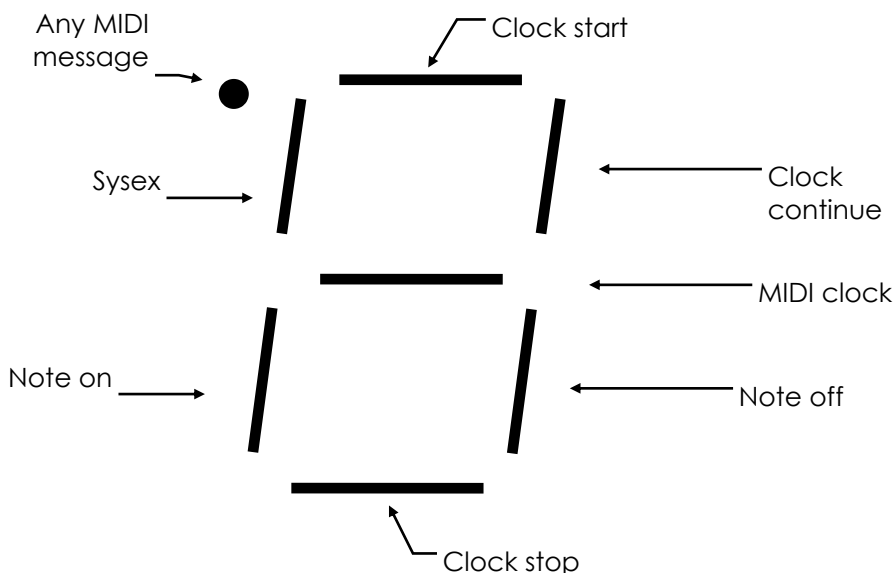 Any MIDI
message
Clock start
Sysex
Clock
continue
MIDI clock
Note on
Note off
Clock stop